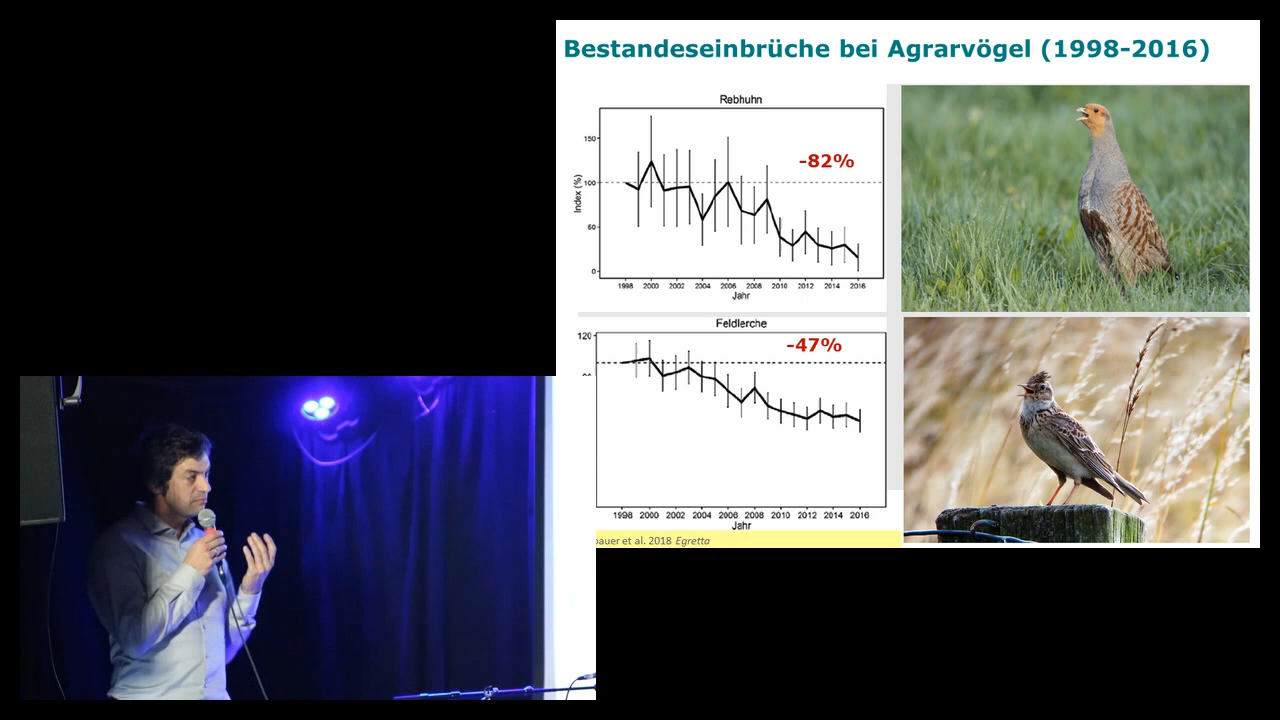 Bestandeseinbrüche bei Agrarvögel (1998-2016)
Rebhuhn
-82%
Index (%)
150
100
50
0
1998 2000 2002 2004 2006 2008 2010 2012 2014 2016
Jahr
Feldlerche
-47%
120
1998 2000 2002 2004 2006 2008 2010 2012 2014 2016
Jahr
et al. 2018 Egretta